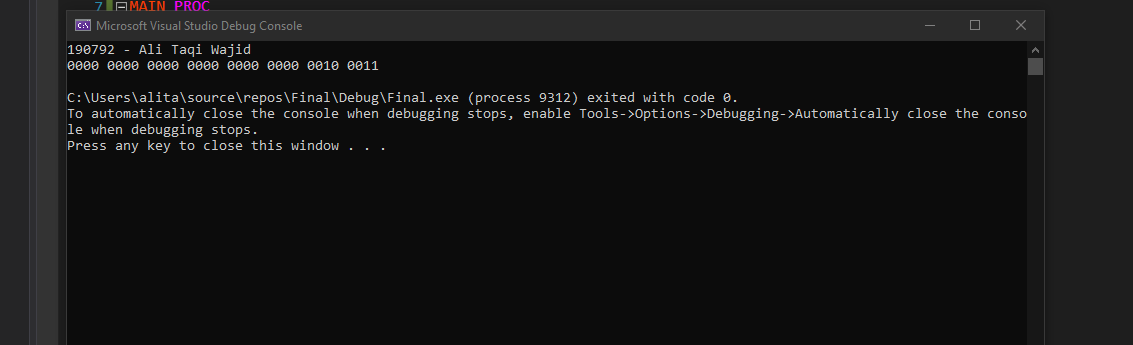 7 MAIN PROC
Microsoft Visual Studio Debug Console
190792 - Ali Taqi Wajid
0000 0000 0000 0000 0000 0000 0010 0011
C:\Users\alita\source\repos\Final\Debug\Final.exe (process 9312) exited with code 0.
To automatically close the console when debugging stops, enable Tools->Options->Debugging->Automatically close the conso
le when debugging stops.
Press any key to close this window . . .